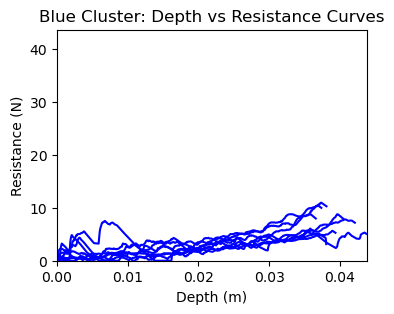 Blue Cluster: Depth vs Resistance Curves
Resistance (N)
40
30
20
10
0
0.00 0.01 0.02 0.03 0.04
Depth (m)